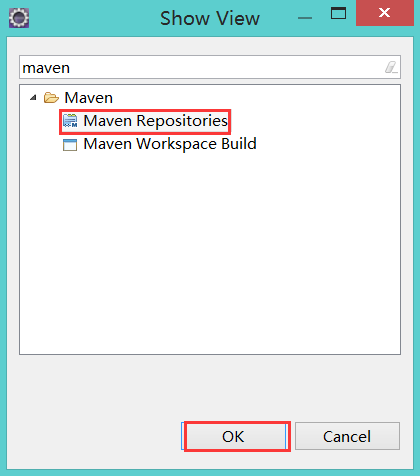 Show View
maven
Maven
Maven Repositories
Maven Workspace Build
OK
Cancel